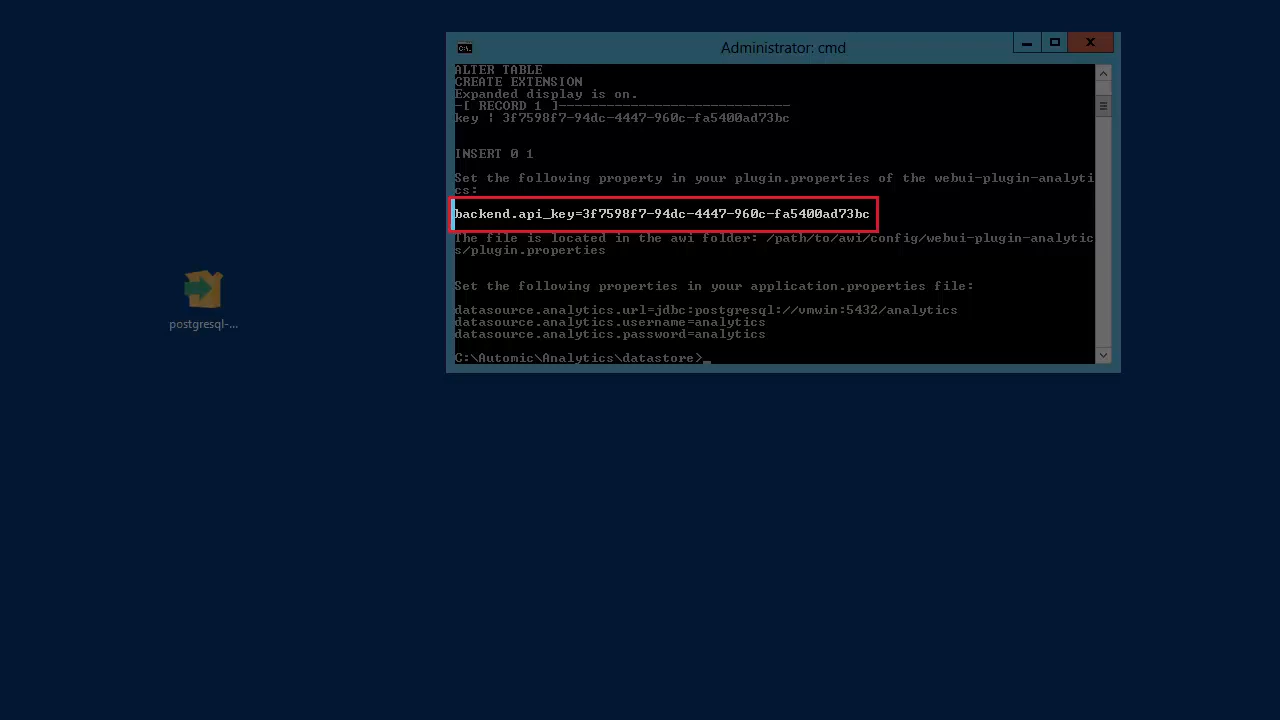 Administrator: cmd
ALTER TABLE
CREATE EXTENSION
Expanded display is on.
-[ RECORD 1 ]-----------------------------
key | 3f7598f7-94dc-4447-960c-fa5400ad73bc
INSERT 0 1
Set the following property in your plugin.properties of the webui-plugin-analyti
cs:
backend.api_key=3f7598f7-94dc-4447-960c-fa5400ad73bc
The file is located in the awi folder: /path/to/awi/config/webui-plugin-analytic
s/plugin.properties
Set the following properties in your application.properties file:
datasource.analytics.url=jdbc:postgresql://vmwin:5432/analytics
datasource.analytics.username=analytics
datasource.analytics.password=analytics
C:\Automic\Analytics\datastore>_
postgresql-...